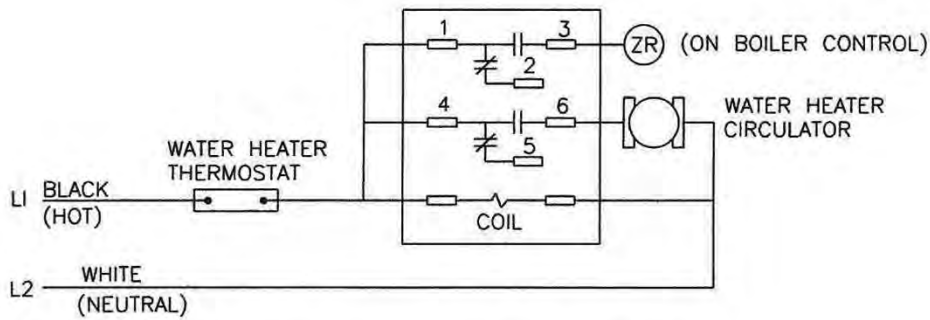 1 3 ZR (ON BOILER CONTROL)
2
4 6 WATER HEATER
CIRCULATOR
5
WATER HEATER
THERMOSTAT
L1 BLACK
(HOT)
COIL
L2 WHITE
(NEUTRAL)